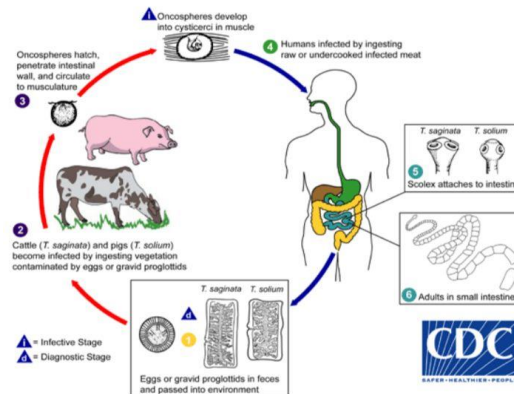 i
Oncospheres develop
into cysticerci in muscle
Oncospheres hatch,
penetrate intestinal
wall, and circulate
to musculature
3
4
Humans infected by ingesting
raw or undercooked infected meat
T. saginata
T. solium
5
Scolex attaches to intestine
2
Cattle (T. saginata) and pigs (T. solium)
become infected by ingesting vegetation
contaminated by eggs or gravid proglottids
6
Adults in small intestine
T. saginata
T. solium
d
1
Eggs or gravid proglottids in feces
and passed into environment
i = Infective Stage
d = Diagnostic Stage
CDC
SAFER • HEALTHIER • PEOPLE